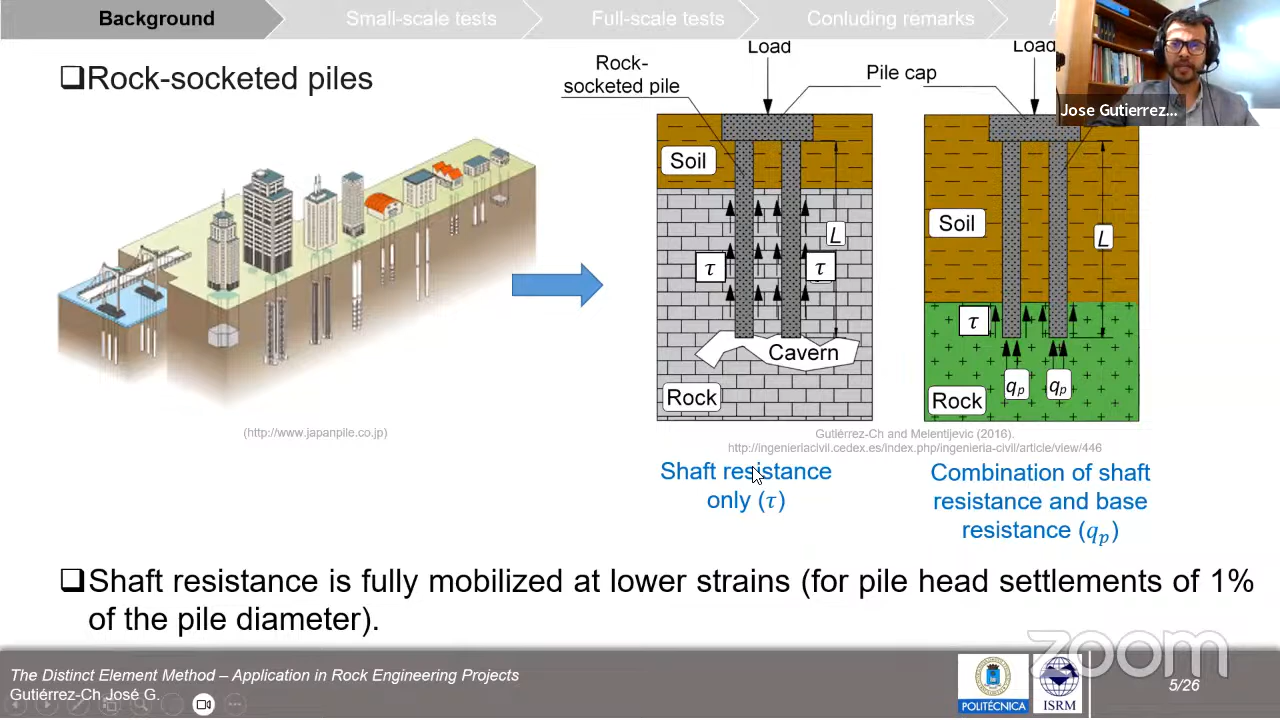 Background
Small-scale tests
Full-scale tests
Conluding remarks
❑Rock-socketed piles
Rock-
socketed pile
Load
Pile cap
Load
Jose Gutierrez...
Soil
L
τ
τ
Cavern
Rock
Soil
L
τ
qp
qp
Rock
(http://www.japanpile.co.jp)
Gutiérrez-Ch and Melentijevic (2016).
http://ingenieriacivil.cedex.es/index.php/ingenieria-civil/article/view/446
Shaft resistance
only (τ)
Combination of shaft
resistance and base
resistance (qp)
❑Shaft resistance is fully mobilized at lower strains (for pile head settlements of 1%
of the pile diameter).
zoom
The Distinct Element Method – Application in Rock Engineering Projects
Gutiérrez-Ch José G.
POLITÉCNICA
ISRM
5/26